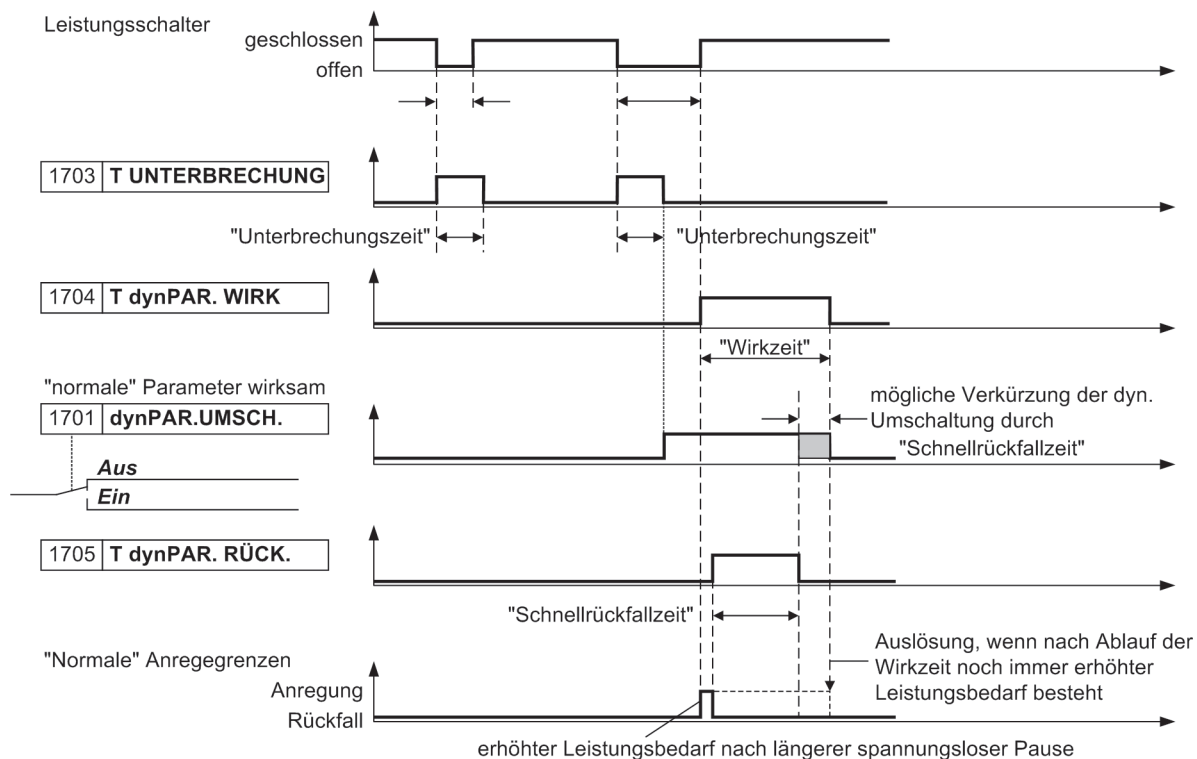 Leistungsschalter
geschlossen
offen
1703 T UNTERBRECHUNG
"Unterbrechungszeit"
"Unterbrechungszeit"
1704 T dynPAR. WIRK
"Wirkzeit"
"normale" Parameter wirksam
1701 dynPAR.UMSCH.
mögliche Verkürzung der dyn.
Umschaltung durch
"Schnellrückfallzeit"
Aus
Ein
1705 T dynPAR. RÜCK.
"Schnellrückfallzeit"
"Normale" Anregegrenzen
Auslösung, wenn nach Ablauf der
Wirkzeit noch immer erhöhter
Leistungsbedarf besteht
Anregung
Rückfall
erhöhter Leistungsbedarf nach längerer spannungsloser Pause